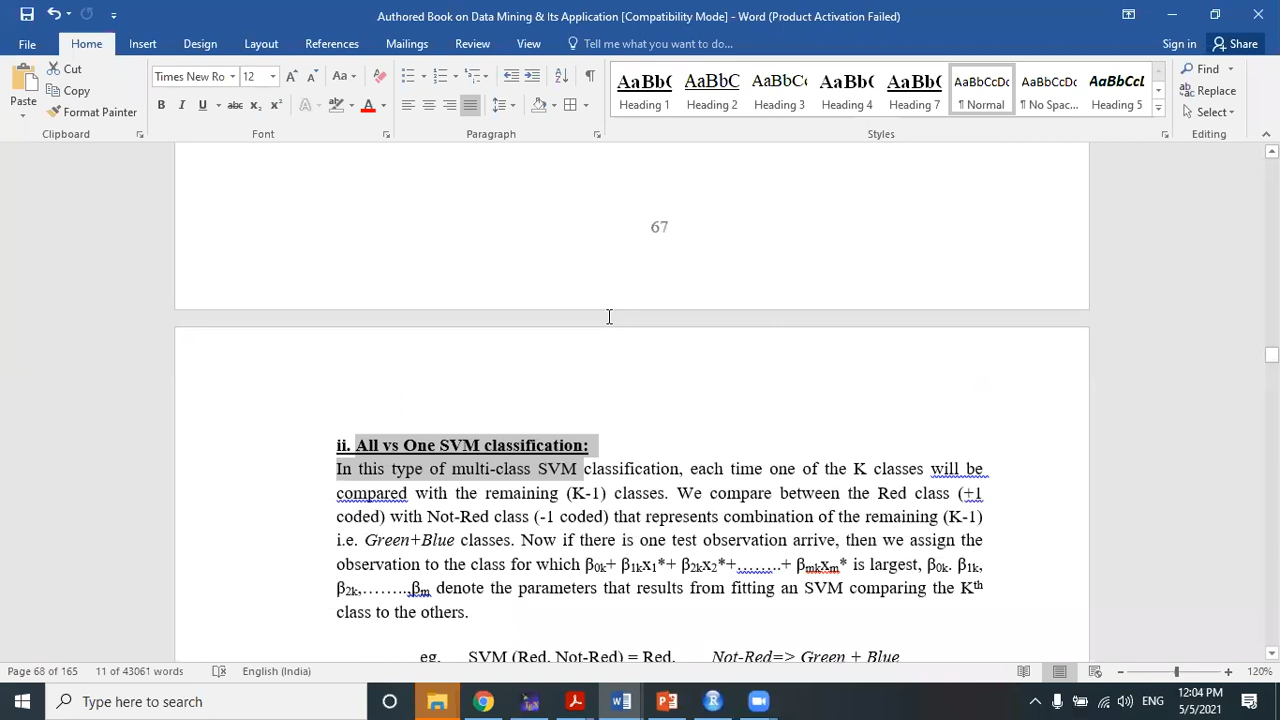 Authored Book on Data Mining & Its Application [Compatibility Mode] - Word (Product Activation Failed)
File Home Insert Design Layout References Mailings Review View Tell me what you want to do... Sign in Share
Paste Cut Copy Format Painter
Clipboard
Times New Ro 12
Font
Paragraph
AaBb( AaBbC AaBbC AaBb( AaBb( AaBbCcDc AaBbCcDc AaBbCcL
Heading 1 Heading 2 Heading 3 Heading 4 Heading 7 ¶ Normal ¶ No Spac... Heading 5
Styles
Find
Replace
Select
Editing
67
ii. All vs One SVM classification:
In this type of multi-class SVM classification, each time one of the K classes will be
compared with the remaining (K-1) classes. We compare between the Red class (+1
coded) with Not-Red class (-1 coded) that represents combination of the remaining (K-1)
i.e. Green+Blue classes. Now if there is one test observation arrive, then we assign the
observation to the class for which β0k+ β1kx1*+ β2kx2*+……..+ βmkxm* is largest, β0k. β1k,
β2k,……..,βm denote the parameters that results from fitting an SVM comparing the Kth
class to the others.
eg. SVM (Red, Not-Red) = Red. Not-Red=> Green + Blue
Page 68 of 165 11 of 43061 words English (India) 120%
Type here to search
ENG
12:04 PM
5/5/2021